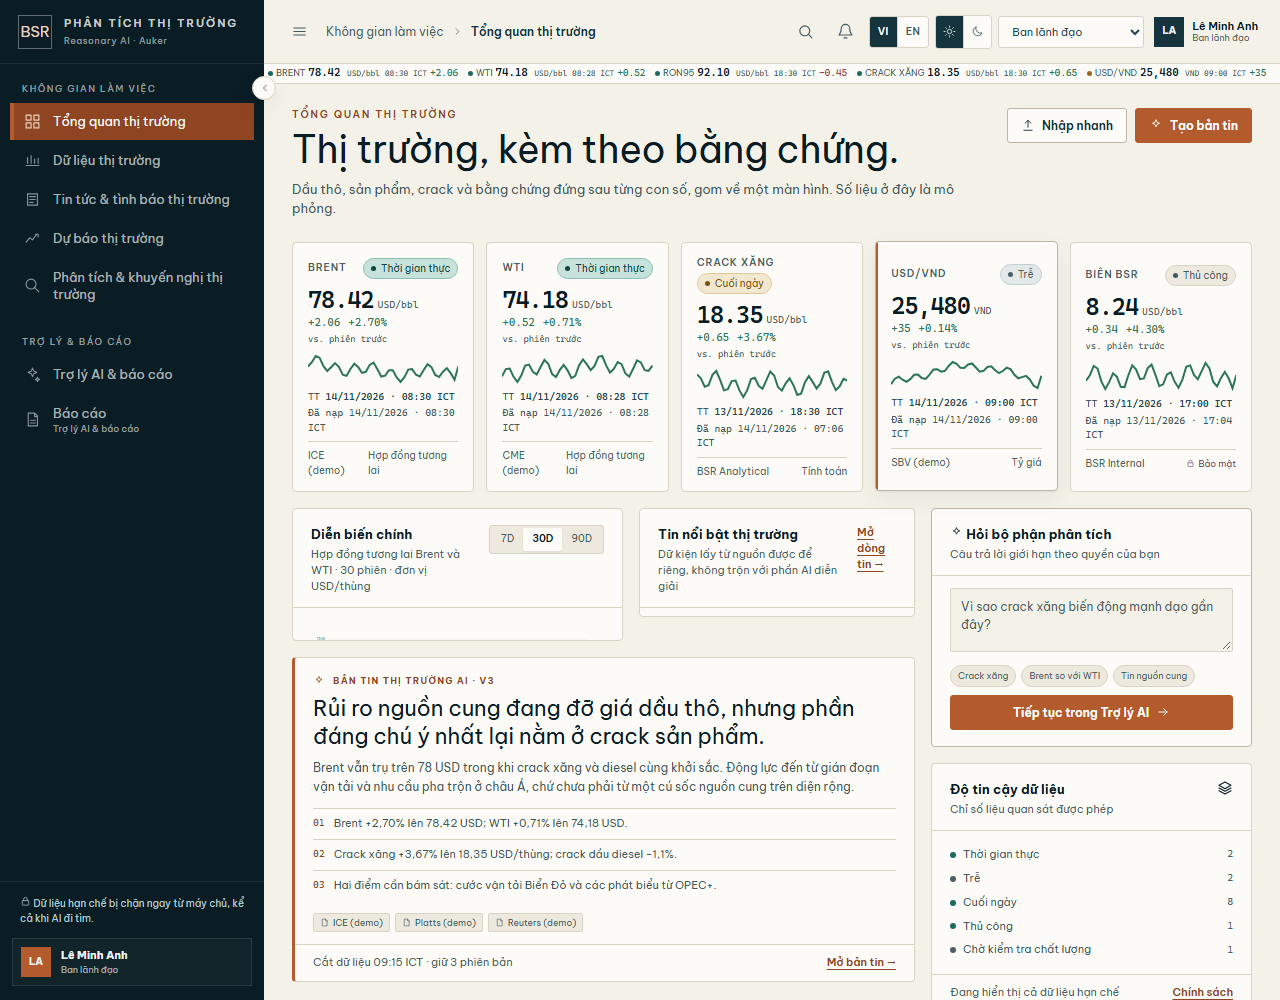 BSR
PHÂN TÍCH THỊ TRƯỜNG
Reasonary AI · Auker
KHÔNG GIAN LÀM VIỆC
Tổng quan thị trường
Dữ liệu thị trường
Tin tức & tình báo thị trường
Dự báo thị trường
Phân tích & khuyến nghị thị
trường
TRỢ LÝ & BÁO CÁO
Trợ lý AI & báo cáo
Báo cáo
Trợ lý AI & báo cáo
Dữ liệu hạn chế bị chặn ngay từ máy chủ, kể
cả khi AI đi tìm.
LA
Lê Minh Anh
Ban lãnh đạo
Không gian làm việc
Tổng quan thị trường
VI
EN
Ban lãnh đạo
LA
Lê Minh Anh
Ban lãnh đạo
BRENT 78.42 USD/bbl 08:30 ICT +2.06
WTI 74.18 USD/bbl 08:28 ICT +0.52
RON95 92.10 USD/bbl 18:30 ICT −0.45
CRACK XĂNG 18.35 USD/bbl 18:30 ICT +0.65
USD/VND 25,480 VND 09:00 ICT +35
TỔNG QUAN THỊ TRƯỜNG
Thị trường, kèm theo bằng chứng.
Dầu thô, sản phẩm, crack và bằng chứng đứng sau từng con số, gom về một màn hình. Số liệu ở đây là mô
phỏng.
Nhập nhanh
Tạo bản tin
BRENT
Thời gian thực
78.42 USD/bbl
+2.06 +2.70%
vs. phiên trước
TT 14/11/2026 · 08:30 ICT
Đã nạp 14/11/2026 · 08:30
ICT
ICE
(demo)
Hợp đồng tương
lai
WTI
Thời gian thực
74.18 USD/bbl
+0.52 +0.71%
vs. phiên trước
TT 14/11/2026 · 08:28 ICT
Đã nạp 14/11/2026 · 08:28
ICT
CME
(demo)
Hợp đồng tương
lai
CRACK XĂNG
Cuối ngày
18.35 USD/bbl
+0.65 +3.67%
vs. phiên trước
TT 13/11/2026 · 18:30 ICT
Đã nạp 14/11/2026 · 07:06
ICT
BSR Analytical
Tính toán
USD/VND
Trễ
25,480 VND
+35 +0.14%
vs. phiên trước
TT 14/11/2026 · 09:00 ICT
Đã nạp 14/11/2026 · 09:00
ICT
SBV (demo)
Tỷ giá
BIÊN BSR
Thủ công
8.24 USD/bbl
+0.34 +4.30%
vs. phiên trước
TT 13/11/2026 · 17:00 ICT
Đã nạp 13/11/2026 · 17:04
ICT
BSR Internal
Bảo mật
Diễn biến chính
Hợp đồng tương lai Brent và
WTI · 30 phiên · đơn vị
USD/thùng
7D
30D
90D
Tin nổi bật thị trường
Dữ kiện lấy từ nguồn được để
riêng, không trộn với phần AI diễn
giải
Mở
dòng
tin →
Hỏi bộ phận phân tích
Câu trả lời giới hạn theo quyền của bạn
Vì sao crack xăng biến động mạnh dạo gần
đây?
Crack xăng
Brent so với WTI
Tin nguồn cung
Tiếp tục trong Trợ lý AI →
BẢN TIN THỊ TRƯỜNG AI · V3
Rủi ro nguồn cung đang đỡ giá dầu thô, nhưng phần
đáng chú ý nhất lại nằm ở crack sản phẩm.
Brent vẫn trụ trên 78 USD trong khi crack xăng và diesel cùng khởi sắc. Động lực đến từ gián đoạn
vận tải và nhu cầu pha trộn ở châu Á, chứ chưa phải từ một cú sốc nguồn cung trên diện rộng.
01 Brent +2,70% lên 78,42 USD; WTI +0,71% lên 74,18 USD.
02 Crack xăng +3,67% lên 18,35 USD/thùng; crack dầu diesel −1,1%.
03 Hai điểm cần bám sát: cước vận tải Biển Đỏ và các phát biểu từ OPEC+.
ICE (demo)
Platts (demo)
Reuters (demo)
Cắt dữ liệu 09:15 ICT · giữ 3 phiên bản
Mở bản tin →
Độ tin cậy dữ liệu
Chỉ số liệu quan sát được phép
Thời gian thực 2
Trễ 2
Cuối ngày 8
Thủ công 1
Chờ kiểm tra chất lượng 1
Đang hiển thị cả dữ liệu hạn chế
Chính sách